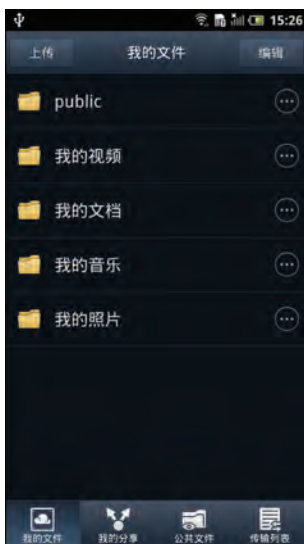 15:26
上传 我的文件 编辑
public
我的视频
我的文档
我的音乐
我的照片
我的文件 我的分享 公共文件 传输列表